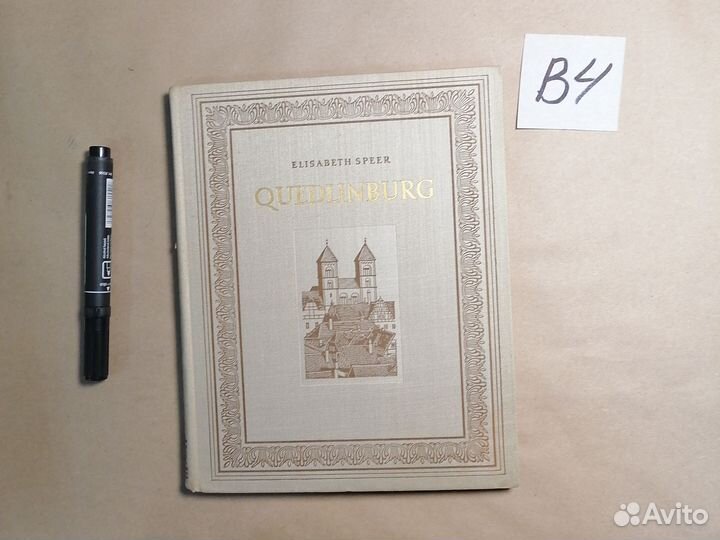 B4
ELISABETH SPEER
QUEDLINBURG
Avito